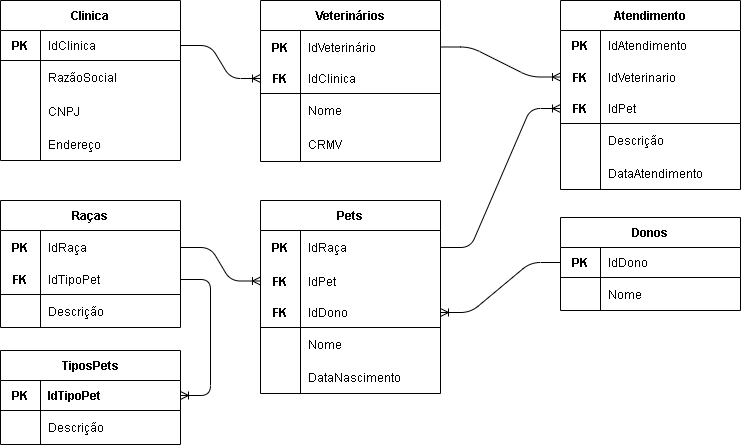 Clinica
PK IdClinica
RazãoSocial
CNPJ
Endereço
Veterinários
PK IdVeterinário
FK IdClinica
Nome
CRMV
Atendimento
PK IdAtendimento
FK IdVeterinario
FK IdPet
Descrição
DataAtendimento
Raças
PK IdRaça
FK IdTipoPet
Descrição
Pets
PK IdRaça
FK IdPet
FK IdDono
Nome
DataNascimento
Donos
PK IdDono
Nome
TiposPets
PK IdTipoPet
Descrição